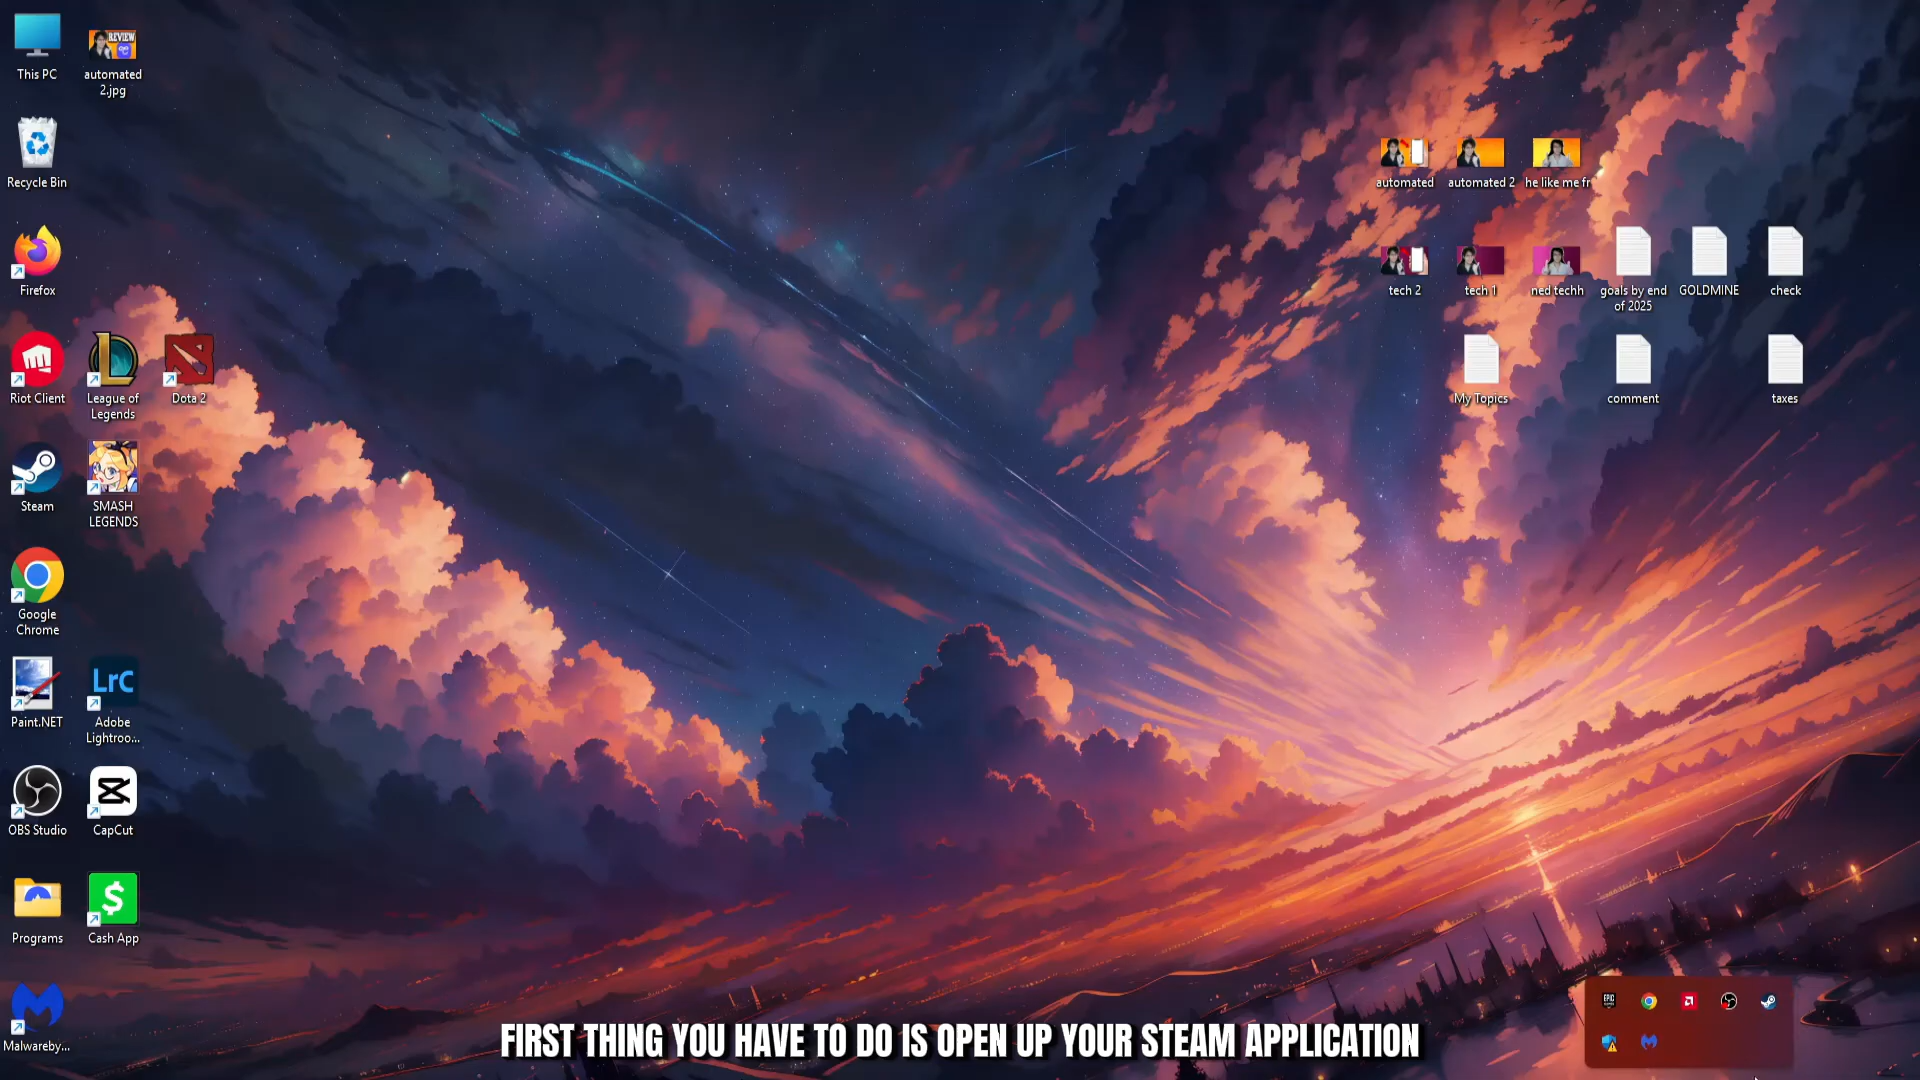 This PC
automated
2.jpg
REVIEW
Recycle Bin
automated
automated 2
he like me fr
Firefox
tech 2
tech 1
ned techh
goals by end
of 2025
GOLDMINE
check
Riot Client
League of
Legends
Dota 2
My Topics
comment
taxes
Steam
SMASH
LEGENDS
Google
Chrome
Paint.NET
LrC
Adobe
Lightroo...
OBS Studio
CapCut
Programs
Cash App
Malwareby...
EPIC
FIRST THING YOU HAVE TO DO IS OPEN UP YOUR STEAM APPLICATION